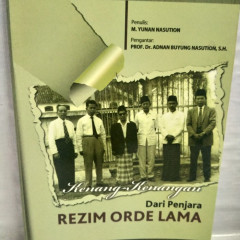 Penulis:
M. YUNAN NASUTION
Pengantar:
PROF. Dr. ADNAN BUYUNG NASUTION, S.H.
Kenang-Kenangan
Dari Penjara
REZIM ORDE LAMA